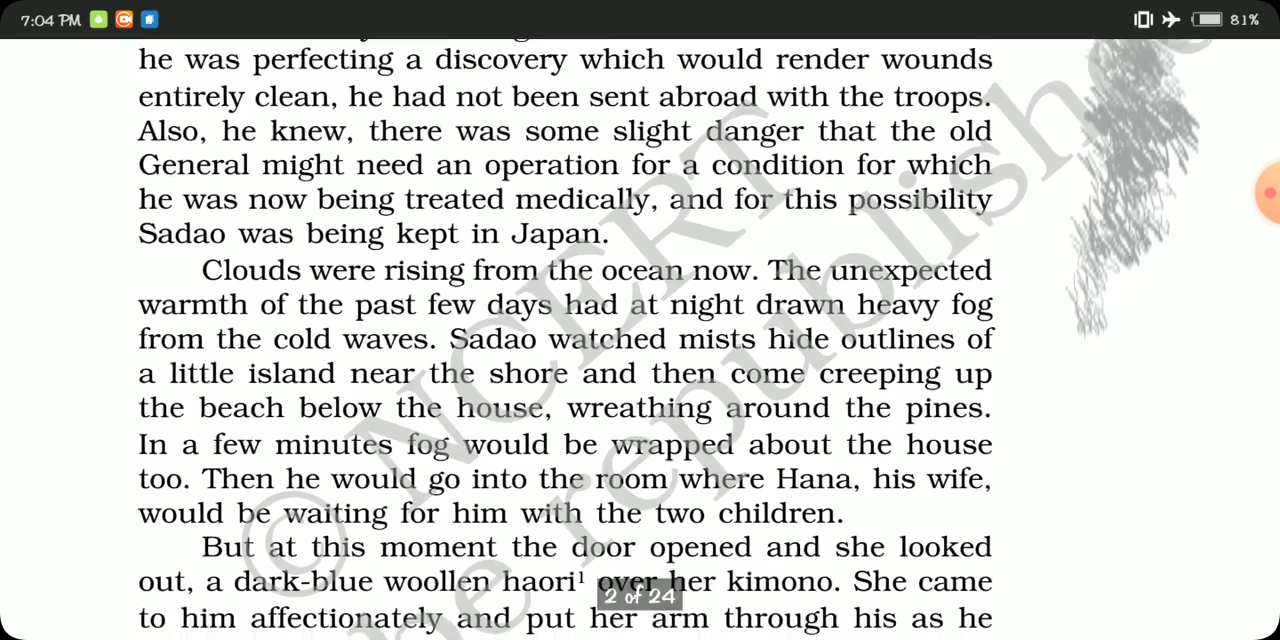 7:04 PM 81%
he was perfecting a discovery which would render wounds
entirely clean, he had not been sent abroad with the troops.
Also, he knew, there was some slight danger that the old
General might need an operation for a condition for which
he was now being treated medically, and for this possibility
Sadao was being kept in Japan.
Clouds were rising from the ocean now. The unexpected
warmth of the past few days had at night drawn heavy fog
from the cold waves. Sadao watched mists hide outlines of
a little island near the shore and then come creeping up
the beach below the house, wreathing around the pines.
In a few minutes fog would be wrapped about the house
too. Then he would go into the room where Hana, his wife,
would be waiting for him with the two children.
But at this moment the door opened and she looked
out, a dark-blue woollen haori¹ over her kimono. She came
2 of 24
to him affectionately and put her arm through his as he
© NCERT
he republishe